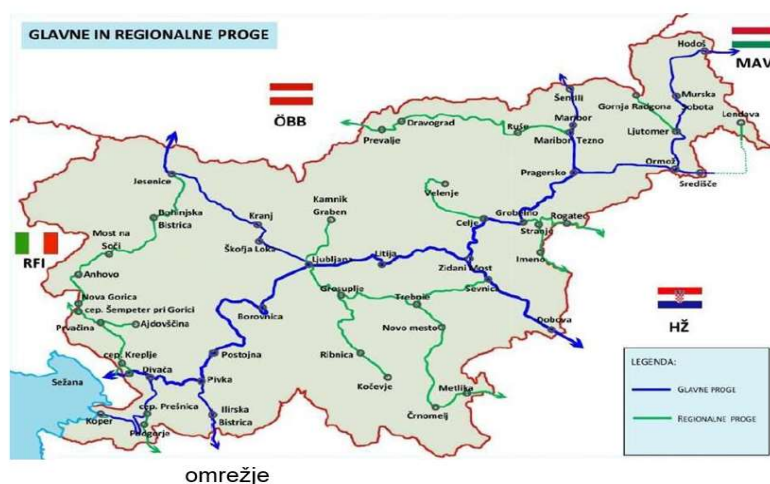 GLAVNE IN REGIONALNE PROGE
Hodoš
MAV
ÖBB
Šentilj
Gornja Radgona
Murska
Sobota
Lendava
Maribor
Dravograd
Ruše
Prevalje
Maribor Tezno
Ljutomer
Pragersko
Ormož
Središče
Jesenice
Velenje
Kamnik
Graben
Bohinjska
Bistrica
Kranj
Celje
Grobelno
Rogatec
Stranje
Most na
Soči
Škofja Loka
RFI
Ljubljana
Litija
Zidani Most
Imeno
Anhovo
Sevnica
Nova Gorica
Grosuplje
Trebnje
cep. Šempeter pri Gorici
Borovnica
HŽ
Prvačina
Ajdovščina
Novo mesto
Dobova
Postojna
Ribnica
cep. Kreplje
Divača
Sežana
Pivka
Kočevje
Metlika
Črnomelj
cep. Prešnica
Ilirska
Bistrica
Koper
Podgorje
LEGENDA:
GLAVNE PROGE
REGIONALNE PROGE
omrežje